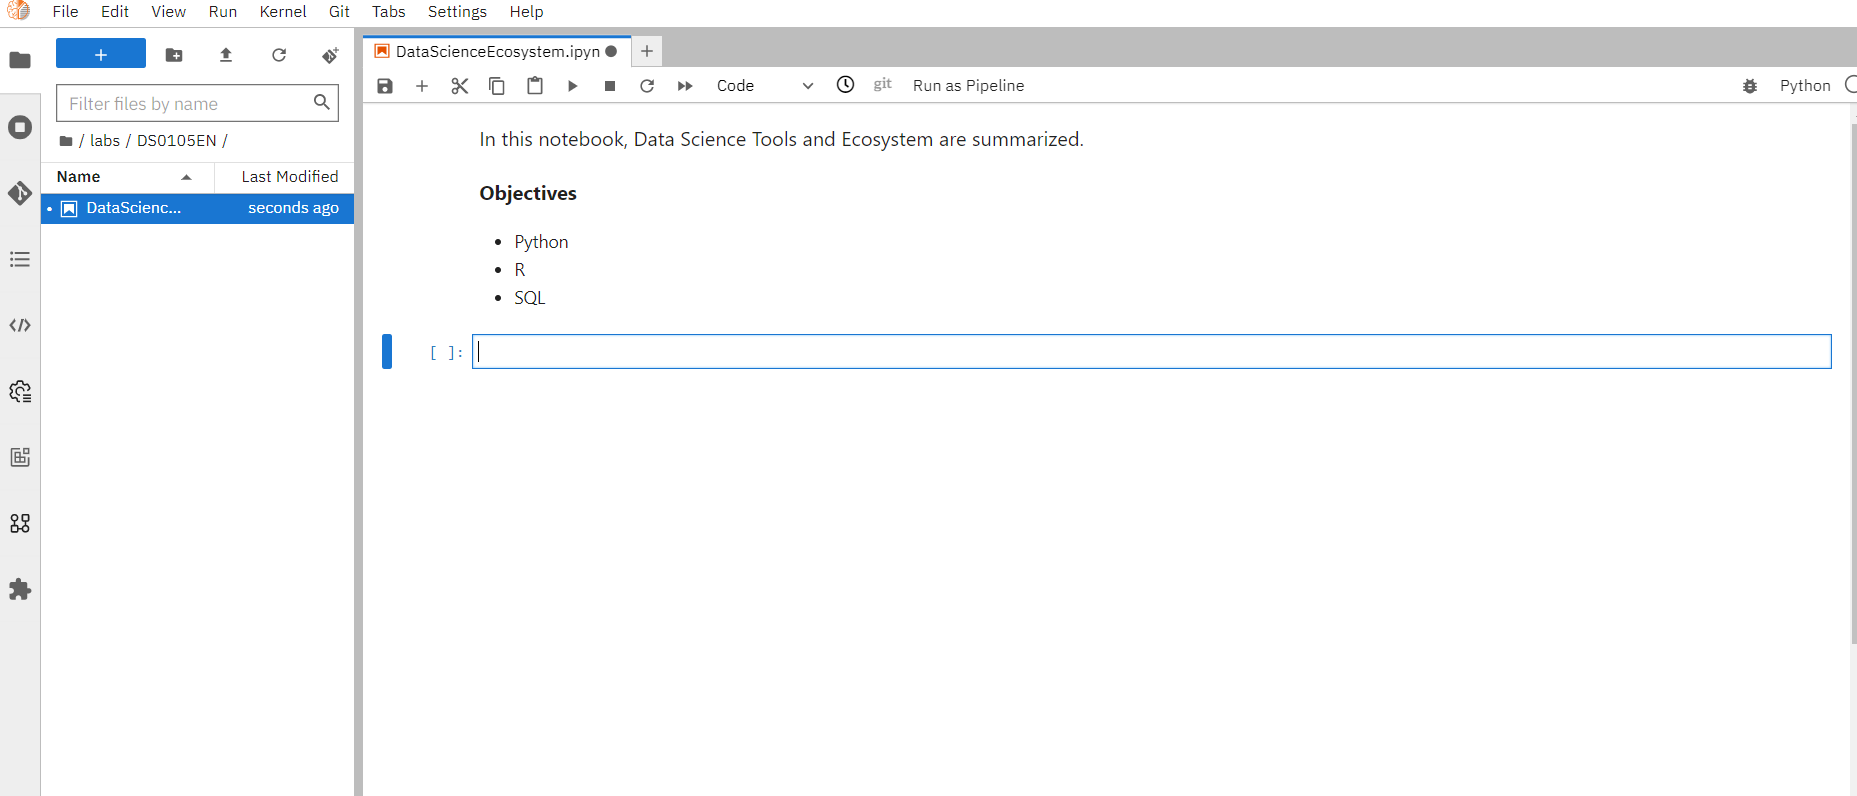 File Edit View Run Kernel Git Tabs Settings Help
DataScienceEcosystem.ipyn
Code git Run as Pipeline Python
Filter files by name
/ labs / DS0105EN /
Name Last Modified
DataScienc... seconds ago
In this notebook, Data Science Tools and Ecosystem are summarized.
Objectives
• Python
• R
• SQL
[ ]: